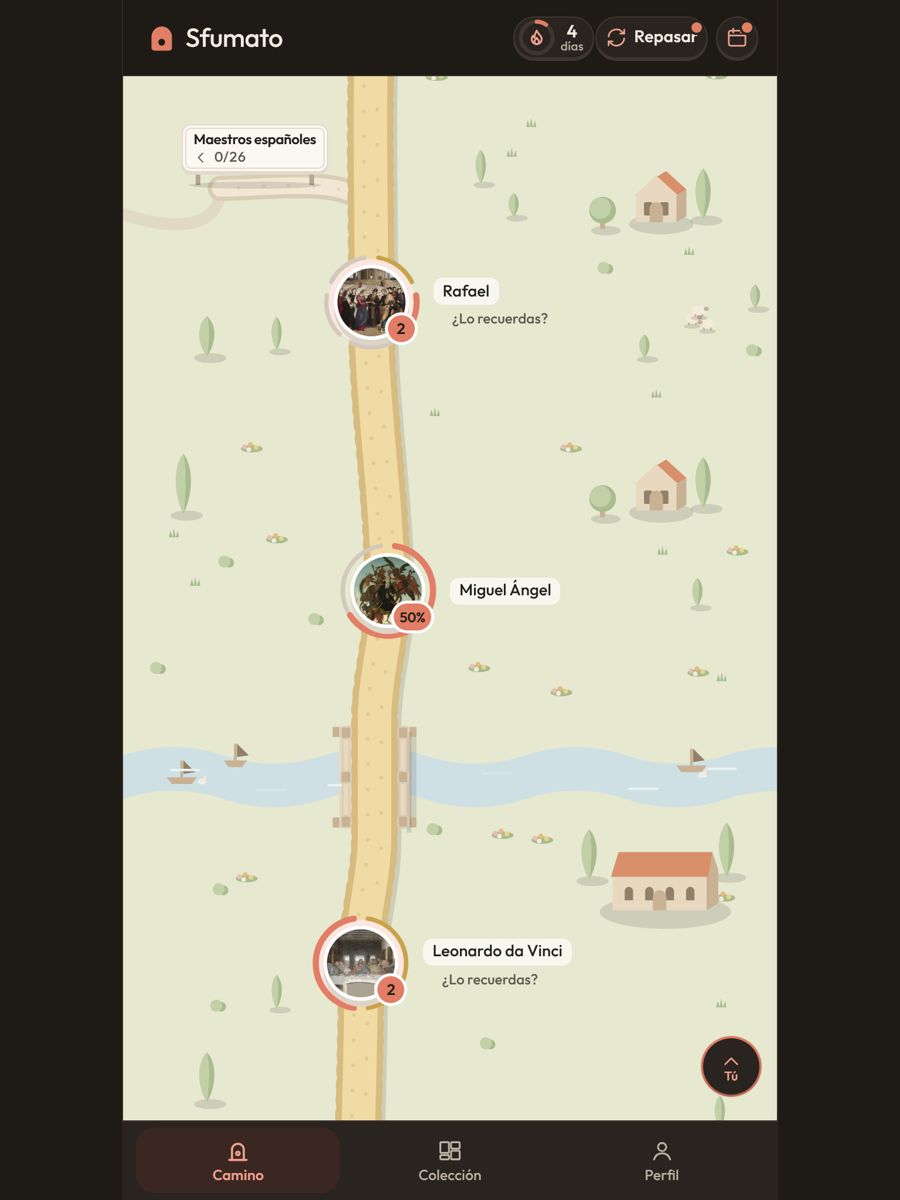 Sfumato
4
días
Repasar
Maestros españoles
0/26
Rafael
2
¿Lo recuerdas?
Miguel Ángel
50%
Leonardo da Vinci
2
¿Lo recuerdas?
Tú
Camino
Colección
Perfil